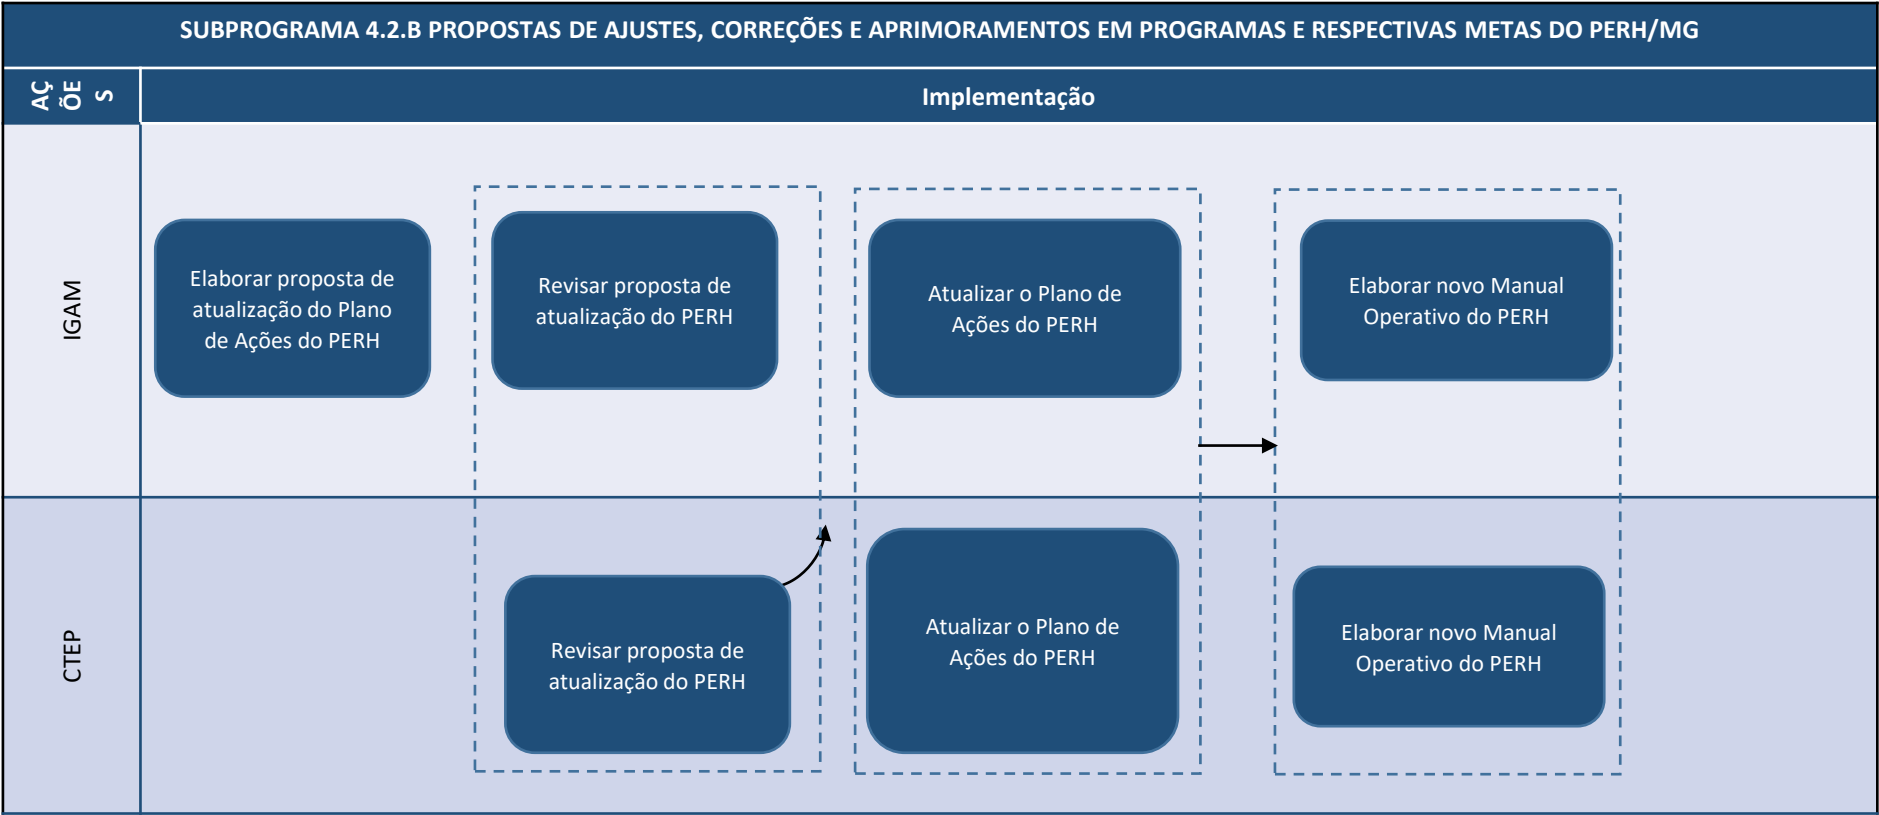 SUBPROGRAMA 4.2.B PROPOSTAS DE AJUSTES, CORREÇÕES E APRIMORAMENTOS EM PROGRAMAS E RESPECTIVAS METAS DO PERH/MG
AÇ
ÕE
S
Implementação
IGAM
Elaborar proposta de
atualização do Plano
de Ações do PERH
Revisar proposta de
atualização do PERH
Atualizar o Plano de
Ações do PERH
Elaborar novo Manual
Operativo do PERH
CTEP
Revisar proposta de
atualização do PERH
Atualizar o Plano de
Ações do PERH
Elaborar novo Manual
Operativo do PERH